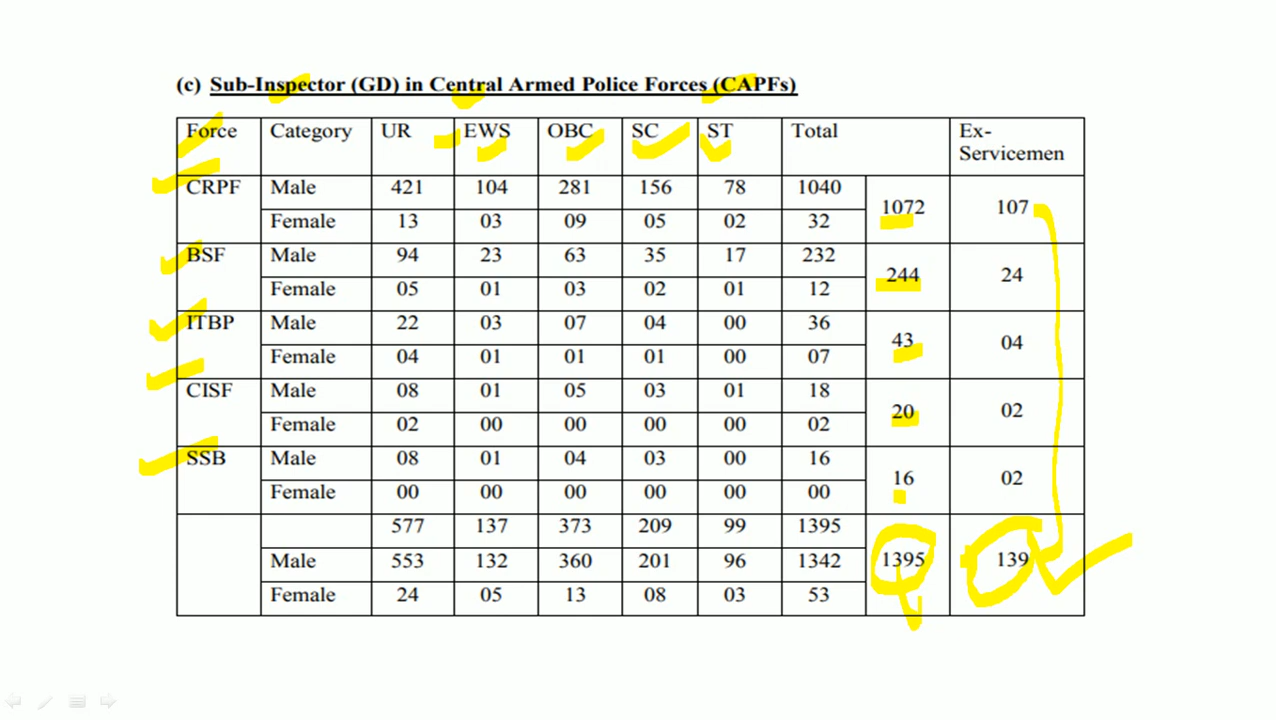 (c) Sub-Inspector (GD) in Central Armed Police Forces (CAPFs)
Force Category UR EWS OBC SC ST Total Ex-
Servicemen
CRPF Male 421 104 281 156 78 1040
1072 107
Female 13 03 09 05 02 32
BSF Male 94 23 63 35 17 232
244 24
Female 05 01 03 02 01 12
ITBP Male 22 03 07 04 00 36
43 04
Female 04 01 01 01 00 07
CISF Male 08 01 05 03 01 18
20 02
Female 02 00 00 00 00 02
SSB Male 08 01 04 03 00 16
16 02
Female 00 00 00 00 00 00
577 137 373 209 99 1395
Male 553 132 360 201 96 1342 1395 139
Female 24 05 13 08 03 53